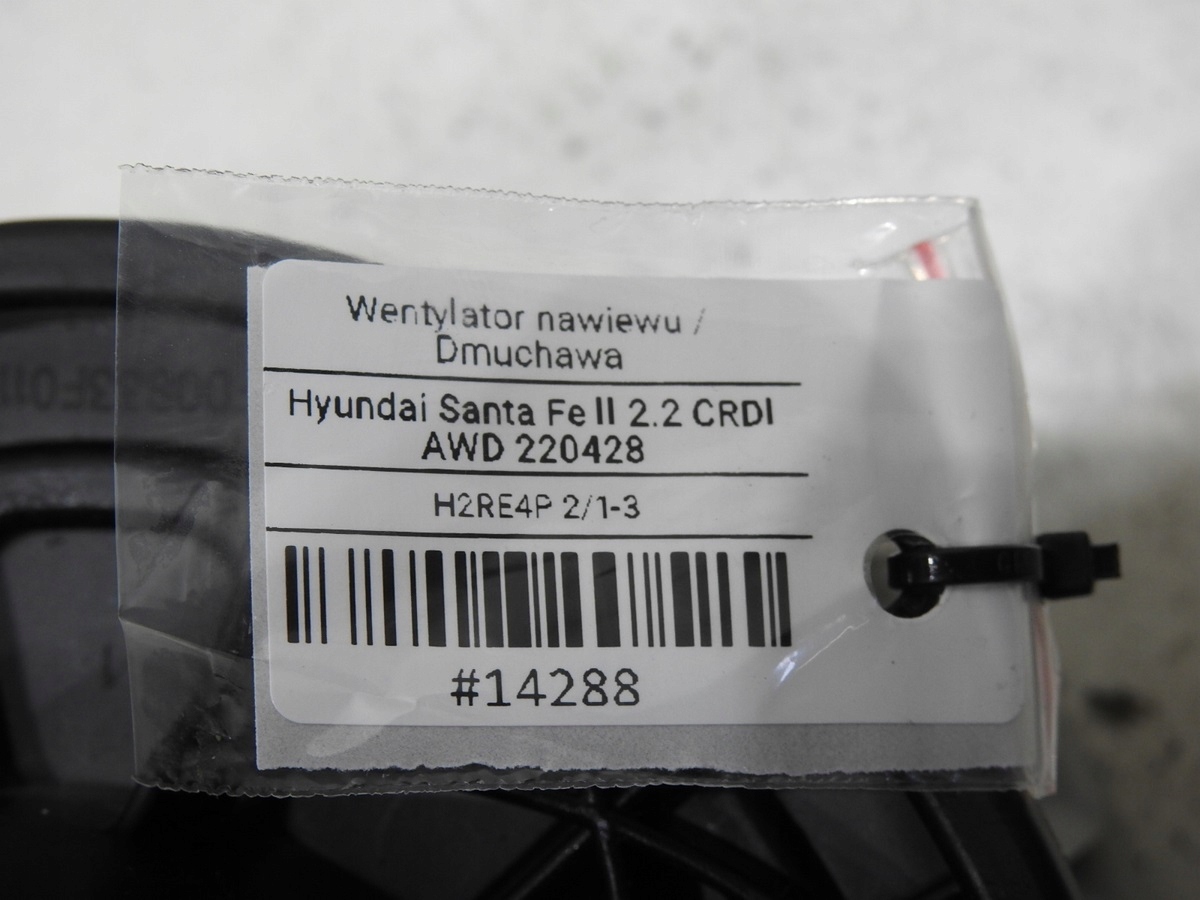 Wentylator nawiewu /
Dmuchawa
Hyundai Santa Fe II 2.2 CRDI
AWD 220428
H2RE4P 2/1-3
#14288